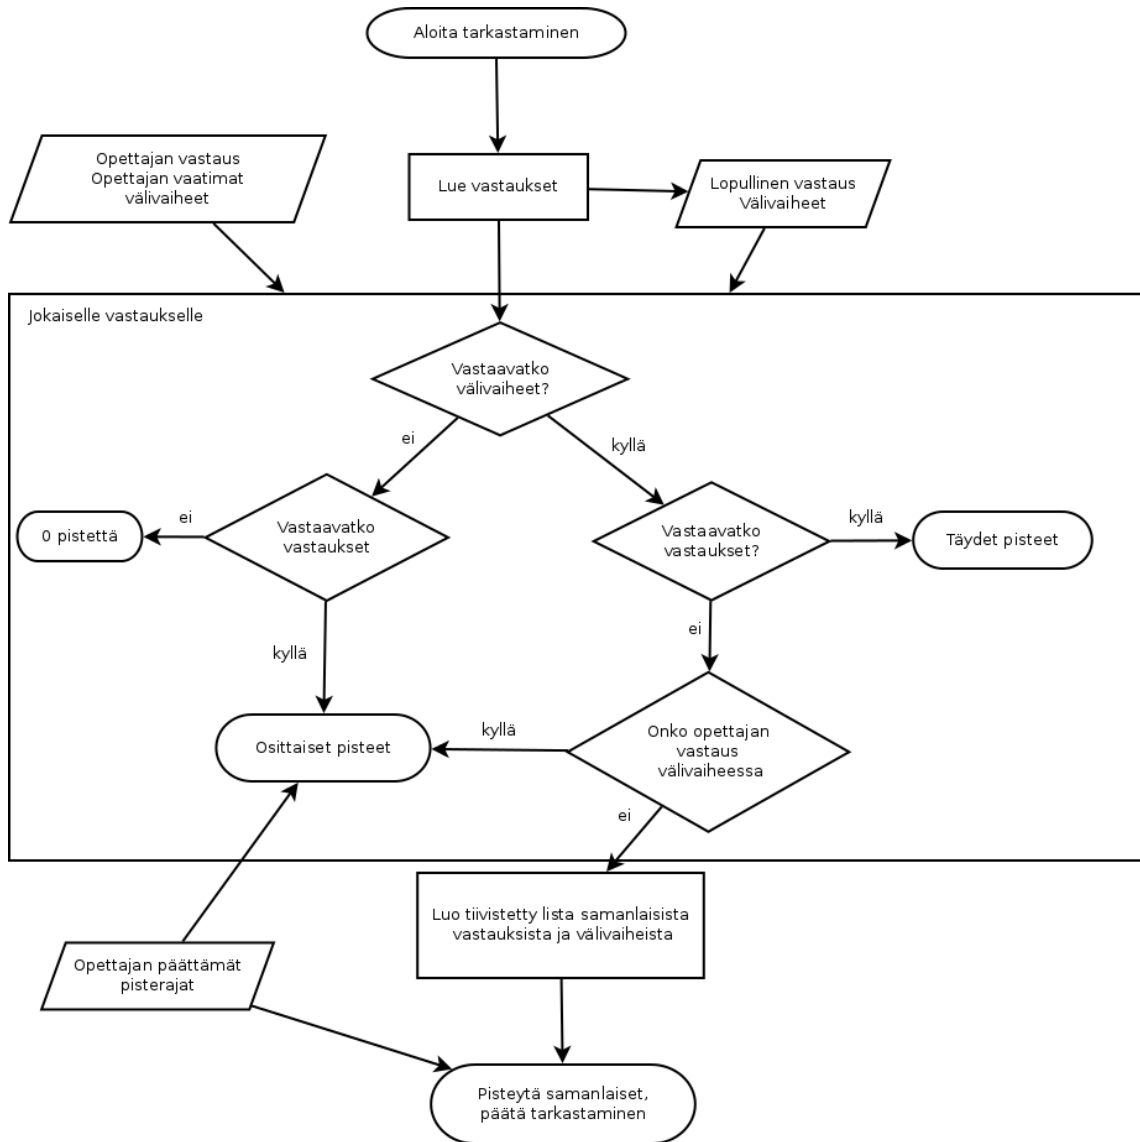 Aloita tarkastaminen
Opettajan vastaus
Opettajan vaatimat
välivaiheet
Lue vastaukset
Lopullinen vastaus
Välivaiheet
Jokaiselle vastaukselle
Vastaavatko
välivaiheet?
ei
kyllä
0 pistettä
ei
Vastaavatko
vastaukset
Vastaavatko
vastaukset?
kyllä
Täydet pisteet
kyllä
ei
Osittaiset pisteet
kyllä
Onko opettajan
vastaus
välivaiheessa
ei
Luo tiivistetty lista samanlaisista
vastauksista ja välivaiheista
Opettajan päättämát
pisterajat
Pisteytä samanlaiset,
päätä tarkastaminen